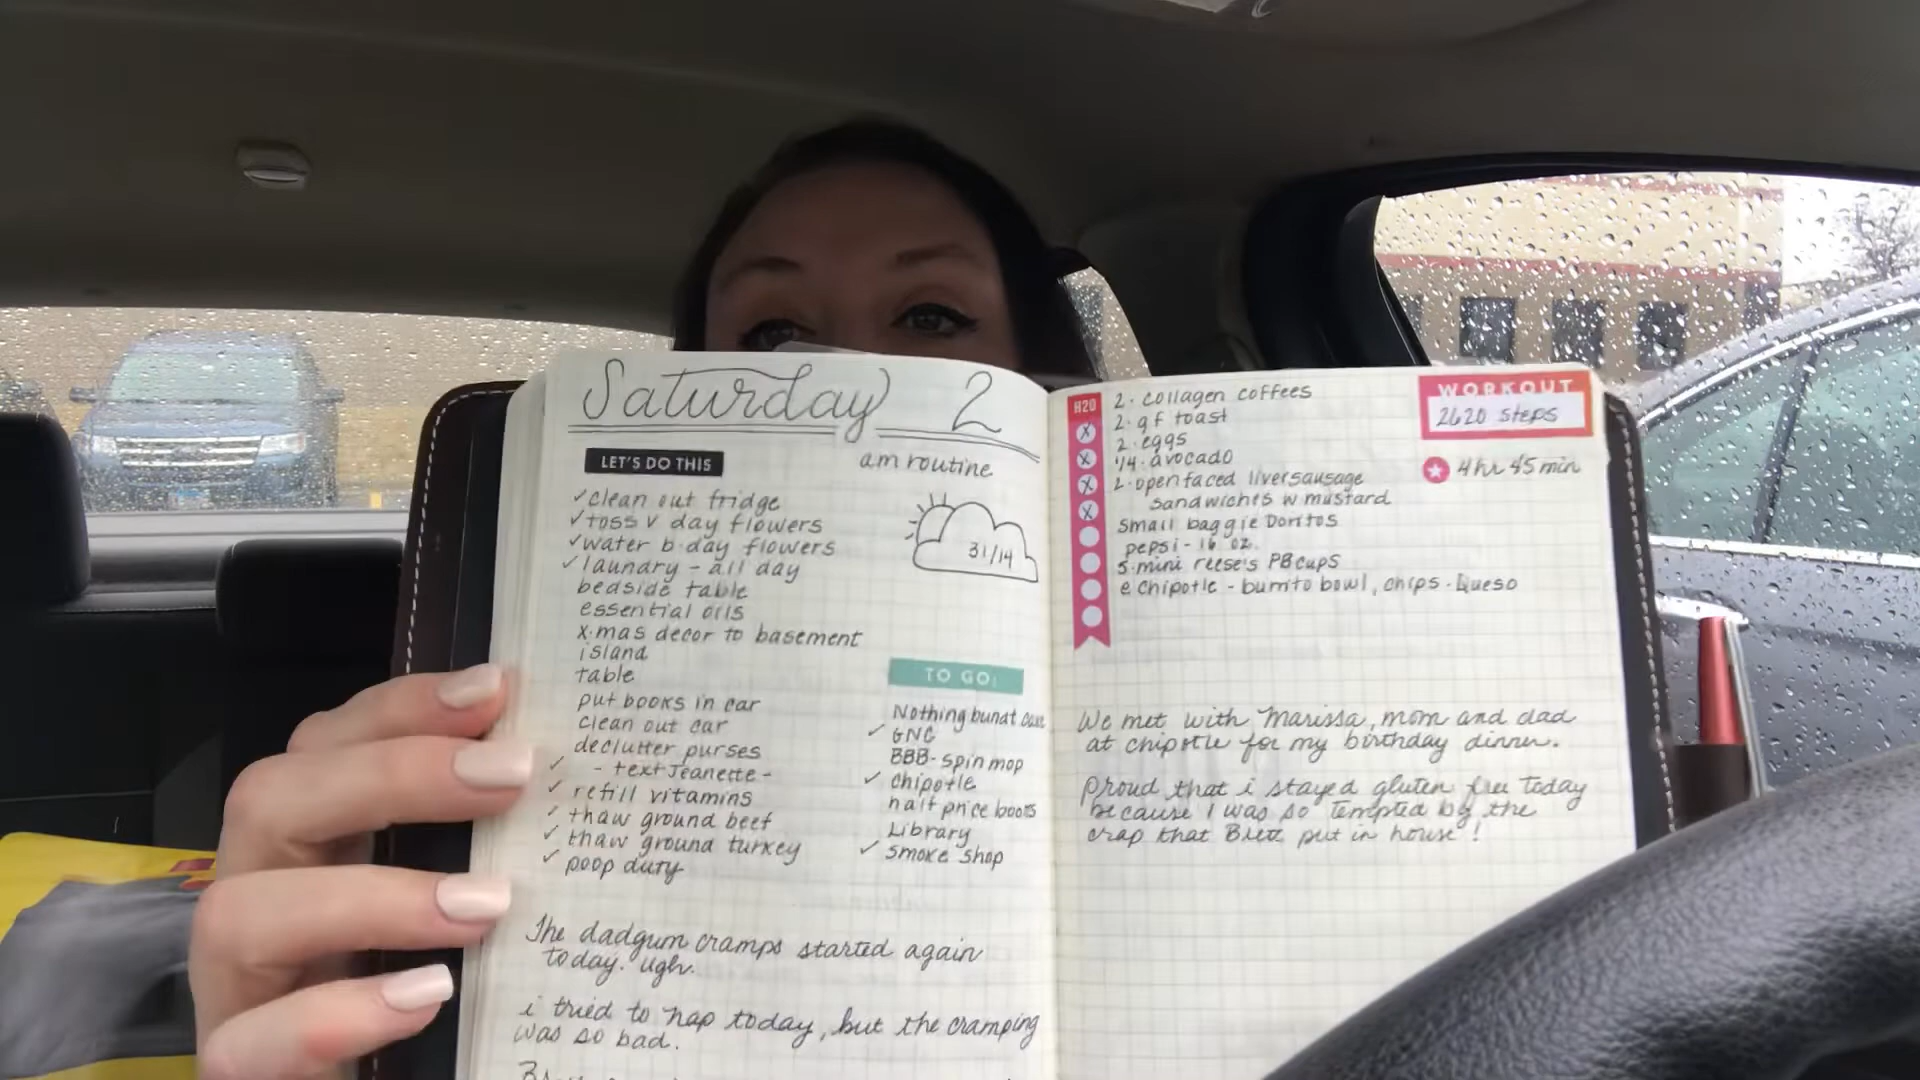 Saturday 2
LET'S DO THIS
am routine
✓clean out fridge
✓toss v day flowers
✓water b.day flowers
✓laundry - all day
bedside table
essential oils
x.mas decor to basement
island
table
put books in car
clean out car
declutter purses
✓ - text Jeanette -
✓ refill vitamins
✓ thaw ground beef
✓ thaw ground turkey
✓ poop duty
31/14
TO GO:
Nothing bundt cake
✓ GNC
BBB - spin mop
✓ chipotle
half price books
Library
✓ smoke shop
The dadgum cramps started again
today. ugh.
i tried to nap today, but the cramping
was so bad.
H20
2. collagen coffees
2. gf toast
2. eggs
1/4. avocado
2. open faced liversausage
sandwiches w mustard
small baggie Doritos
pepsi - 16 oz.
5. mini reese's PB cups
@ Chipotle - burrito bowl, chips. Queso
WORKOUT
2620 steps
4 hr 45 min
We met with Marissa, mom and dad
at chipotle for my birthday dinner.
Proud that i stayed gluten free today
because I was so tempted by the
crap that Brett put in house!